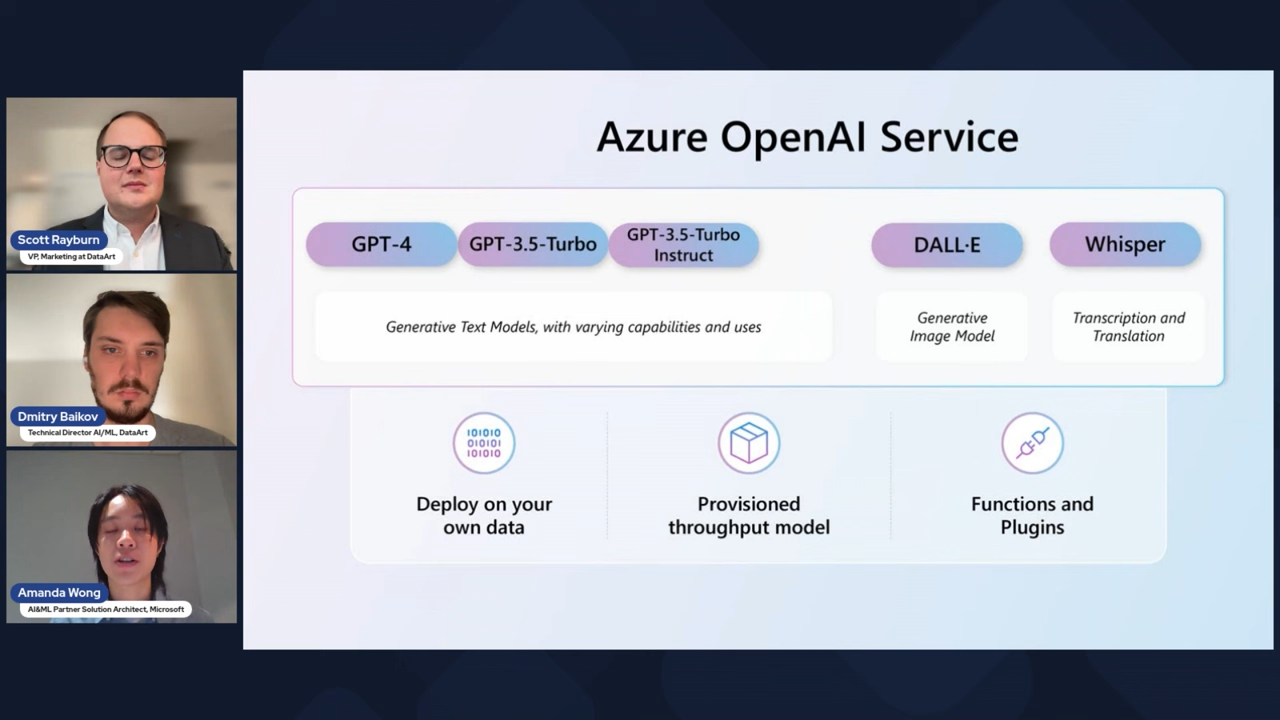 Scott Rayburn
VP, Marketing at DataArt
Dmitry Baikov
Technical Director AI/ML, DataArt
Amanda Wong
AI&ML Partner Solution Architect, Microsoft
Azure OpenAI Service
GPT-4
GPT-3.5-Turbo
GPT-3.5-Turbo
Instruct
DALL·E
Whisper
Generative Text Models, with varying capabilities and uses
Generative
Image Model
Transcription and
Translation
10101
01010
10101
Deploy on your
own data
Provisioned
throughput model
Functions and
Plugins